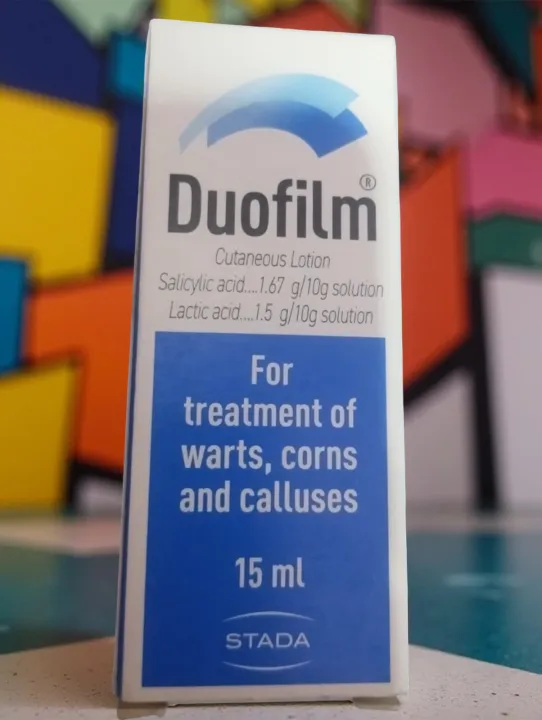 Duofilm®
Cutaneous Lotion
Salicylic acid....1.67 g/10g solution
Lactic acid....1.5 g/10g solution
For
treatment of
warts, corns
and calluses
15 ml
STADA